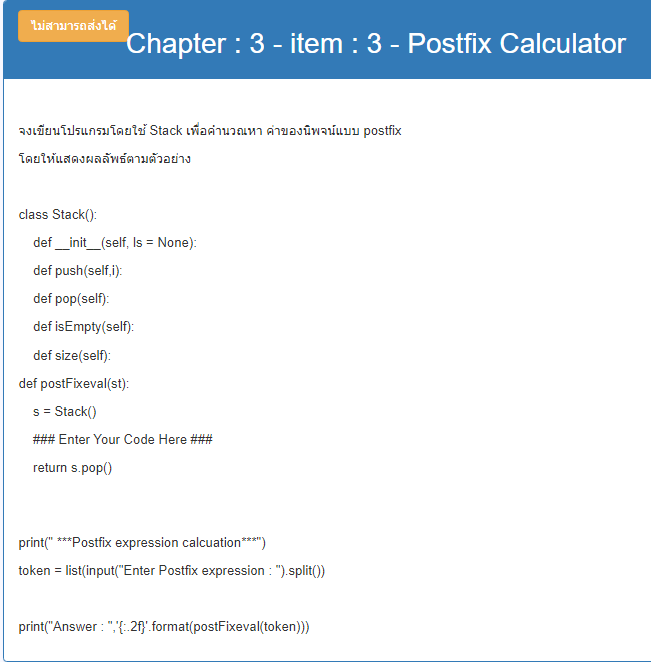 ไม่สามารถส่งได้
Chapter : 3 - item : 3 - Postfix Calculator
จงเขียนโปรแกรมโดยใช้ Stack เพื่อคำนวณหา ค่าของนิพจน์แบบ postfix
โดยให้แสดงผลลัพธ์ตามตัวอย่าง
class Stack():
def __init__(self, ls = None):
def push(self,i):
def pop(self):
def isEmpty(self):
def size(self):
def postFixeval(st):
s = Stack()
### Enter Your Code Here ###
return s.pop()
print(" ***Postfix expression calcuation***")
token = list(input("Enter Postfix expression : ").split())
print("Answer : ",'{:.2f}'.format(postFixeval(token)))